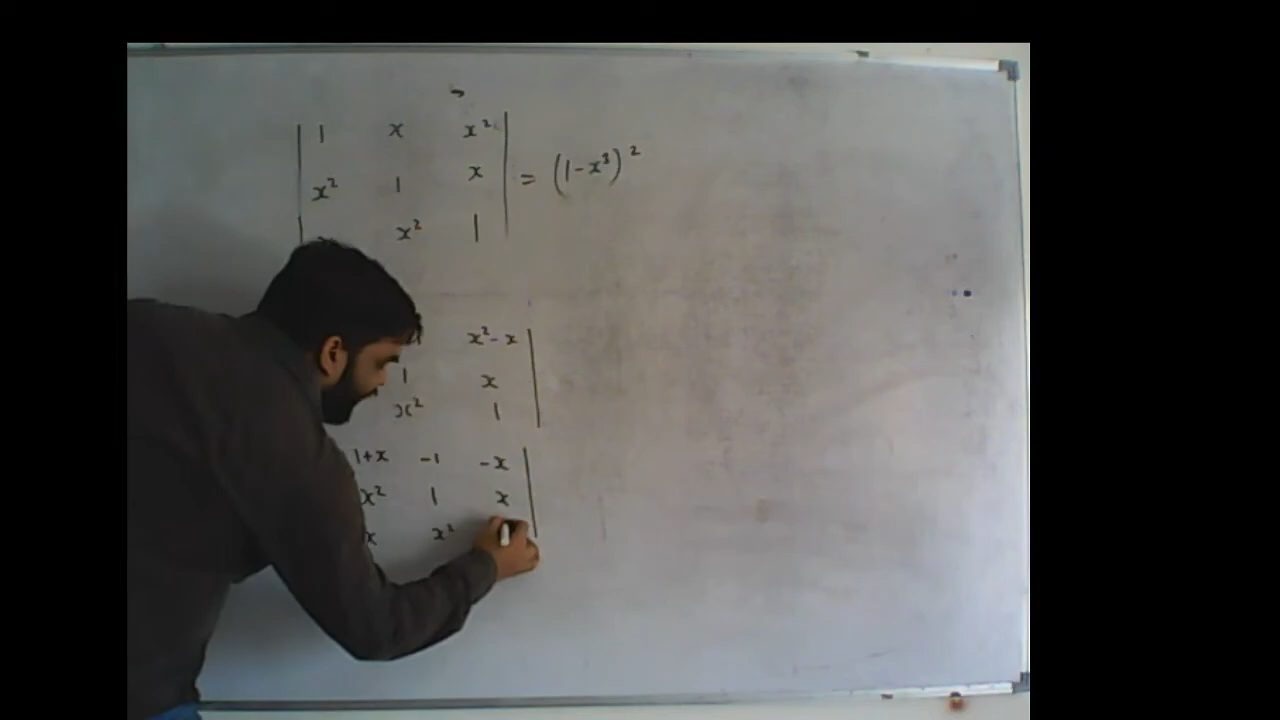 | 1 x x² |
| x² 1 x | = (1-x³)²
| x² 1 |
x²-x |
1 x |
x² 1 |
1+x -1 -x |
x² 1 x |
x x² |